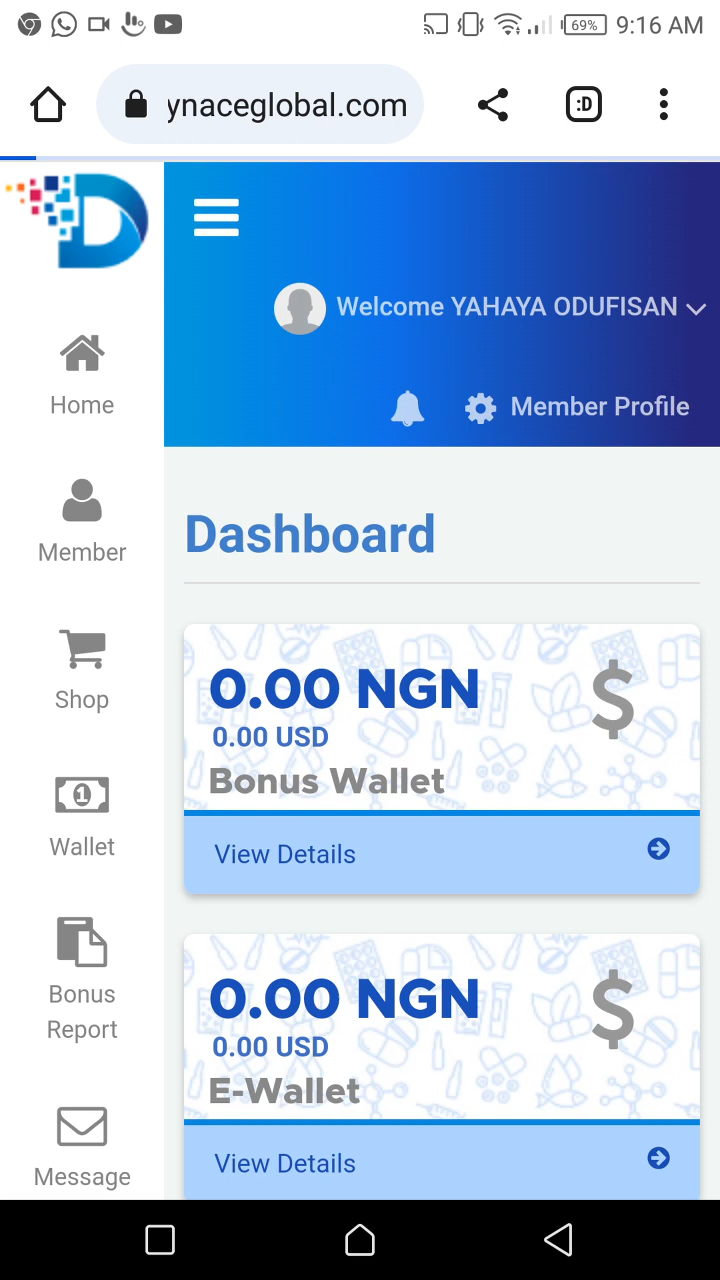 69%
9:16 AM
ynaceglobal.com
:D
D
Welcome YAHAYA ODUFISAN
Member Profile
Home
Member
Shop
Wallet
Bonus
Report
Message
Dashboard
0.00 NGN
0.00 USD
Bonus Wallet
View Details
0.00 NGN
0.00 USD
E-Wallet
View Details